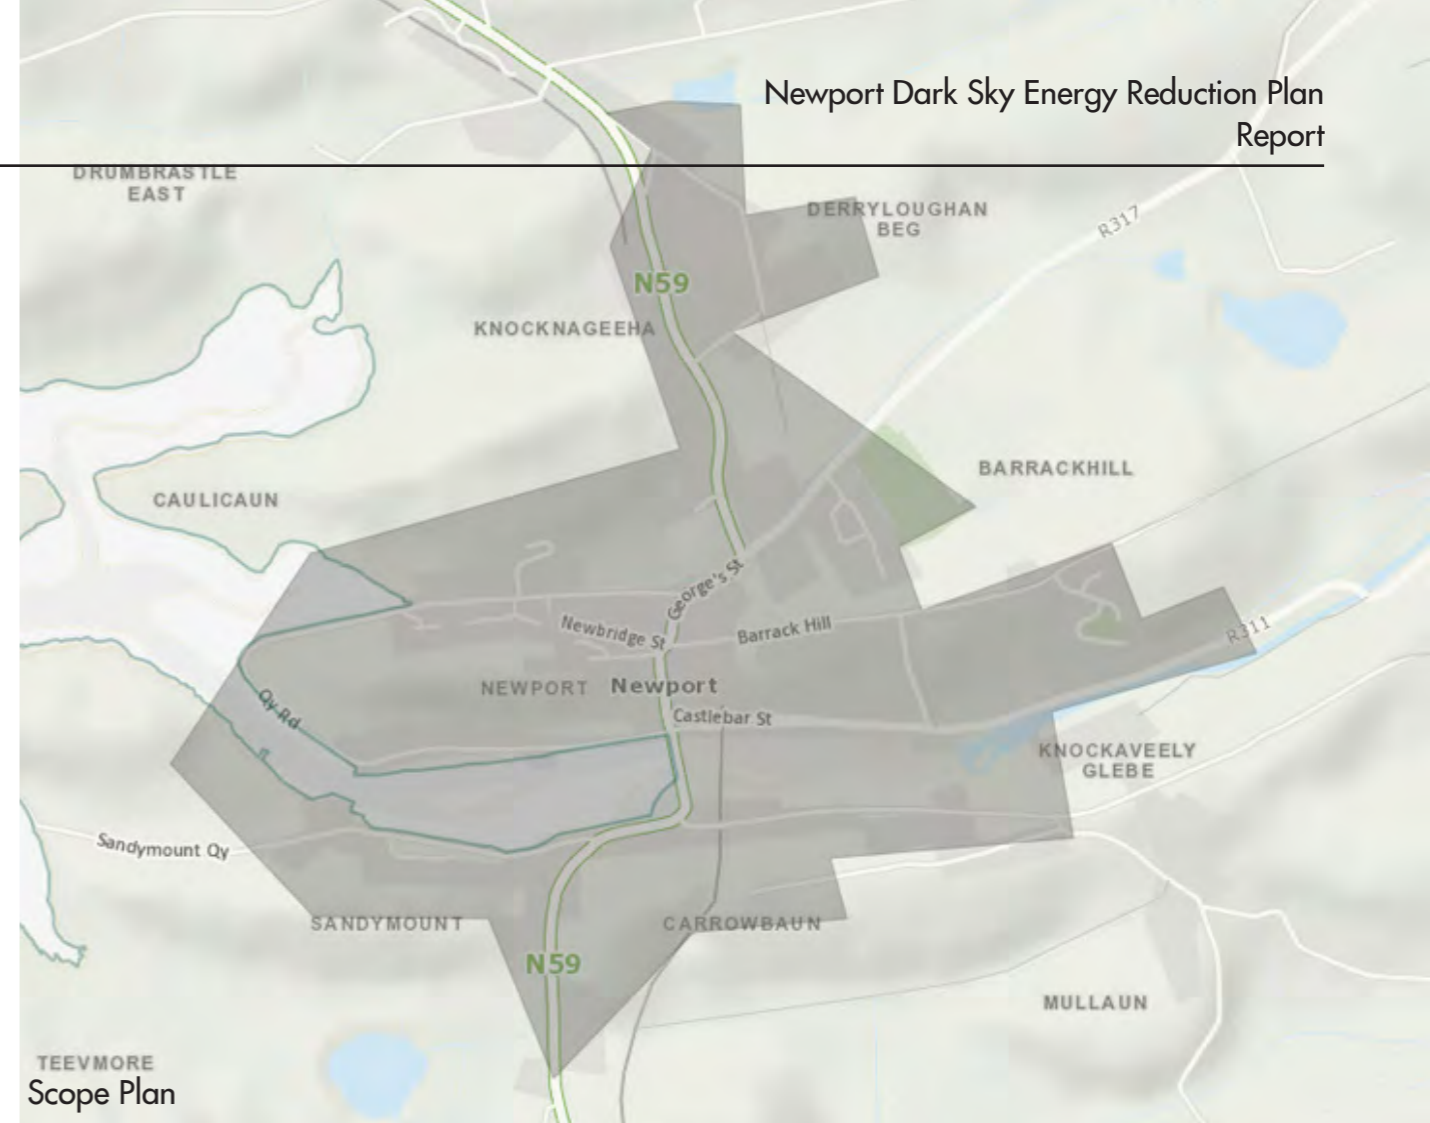 Newport Dark Sky Energy Reduction Plan
Report
DRUMBRASTLE
EAST
DERRYLOUGHAN
BEG
R317
N59
KNOCKNAGEEHA
BARRACKHILL
CAULICAUN
George's St
Newbridge St
Barrack Hill
R311
NEWPORT
Newport
Qy Rd
Castlebar St
KNOCKAVEELY
GLEBE
Sandymount Qy
SANDYMOUNT
CARROWBAUN
N59
MULLAUN
TEEVMORE
Scope Plan